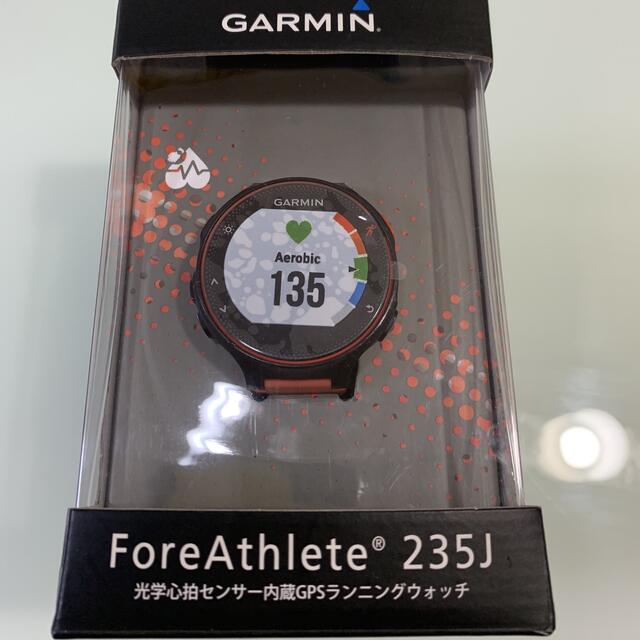 GARMIN®
GARMIN
Aerobic
135
ForeAthlete® 235J
光学心拍センサー内蔵GPSランニングウォッチ